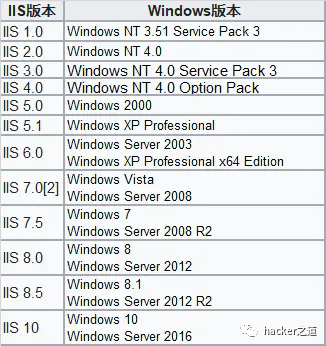 IIS版本 Windows版本
IIS 1.0 Windows NT 3.51 Service Pack 3
IIS 2.0 Windows NT 4.0
IIS 3.0 Windows NT 4.0 Service Pack 3
IIS 4.0 Windows NT 4.0 Option Pack
IIS 5.0 Windows 2000
IIS 5.1 Windows XP Professional
IIS 6.0 Windows Server 2003
Windows XP Professional x64 Edition
IIS 7.0[2] Windows Vista
Windows Server 2008
IIS 7.5 Windows 7
Windows Server 2008 R2
IIS 8.0 Windows 8
Windows Server 2012
IIS 8.5 Windows 8.1
Windows Server 2012 R2
IIS 10 Windows 10
Windows Server 2016
hacker之道